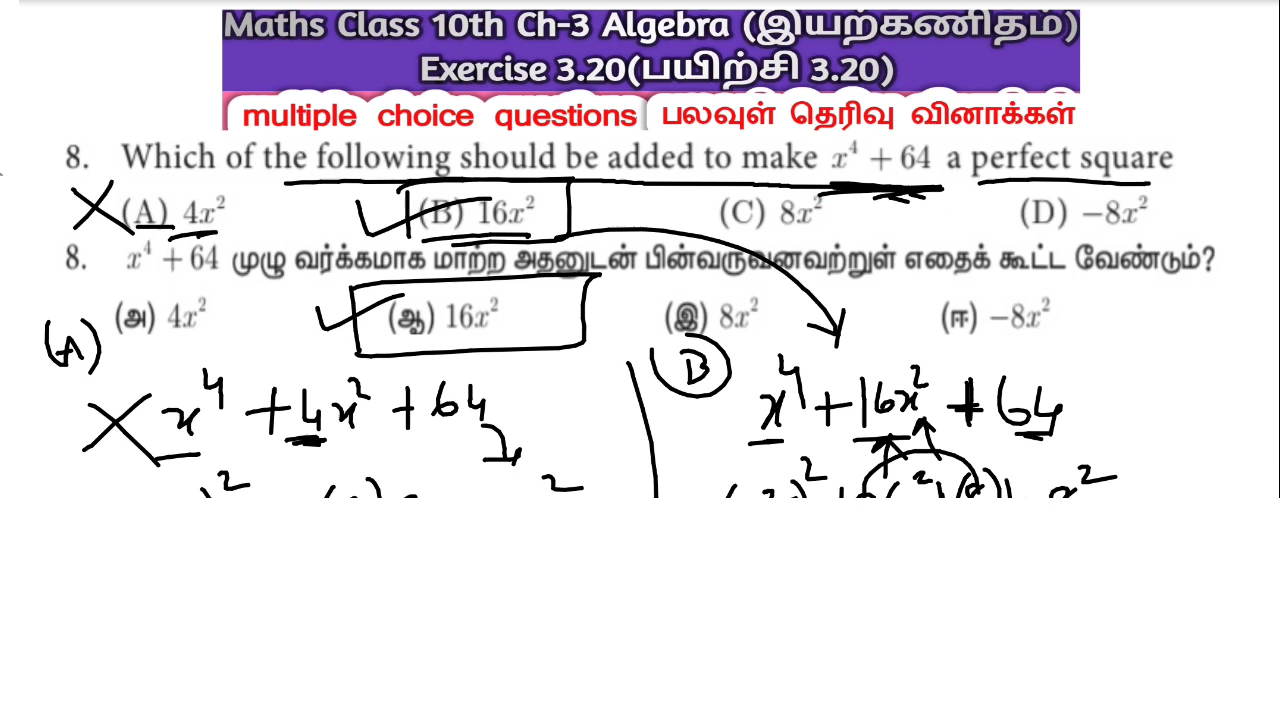 Maths Class 10th Ch-3 Algebra (இயற்கணிதம்)
Exercise 3.20(பயிற்சி 3.20)
multiple choice questions பலவுள் தெரிவு வினாக்கள்
8. Which of the following should be added to make x⁴ + 64 a perfect square
(A) 4x² (B) 16x² (C) 8x² (D) −8x²
8. x⁴ + 64 முழு வர்க்கமாக மாற்ற அதனுடன் பின்வருவனவற்றுள் எதைக் கூட்ட வேண்டும்?
(அ) 4x² (ஆ) 16x² (இ) 8x² (ஈ) −8x²
(A) B
x⁴ + 4x² + 64 x⁴ + 16x² + 64